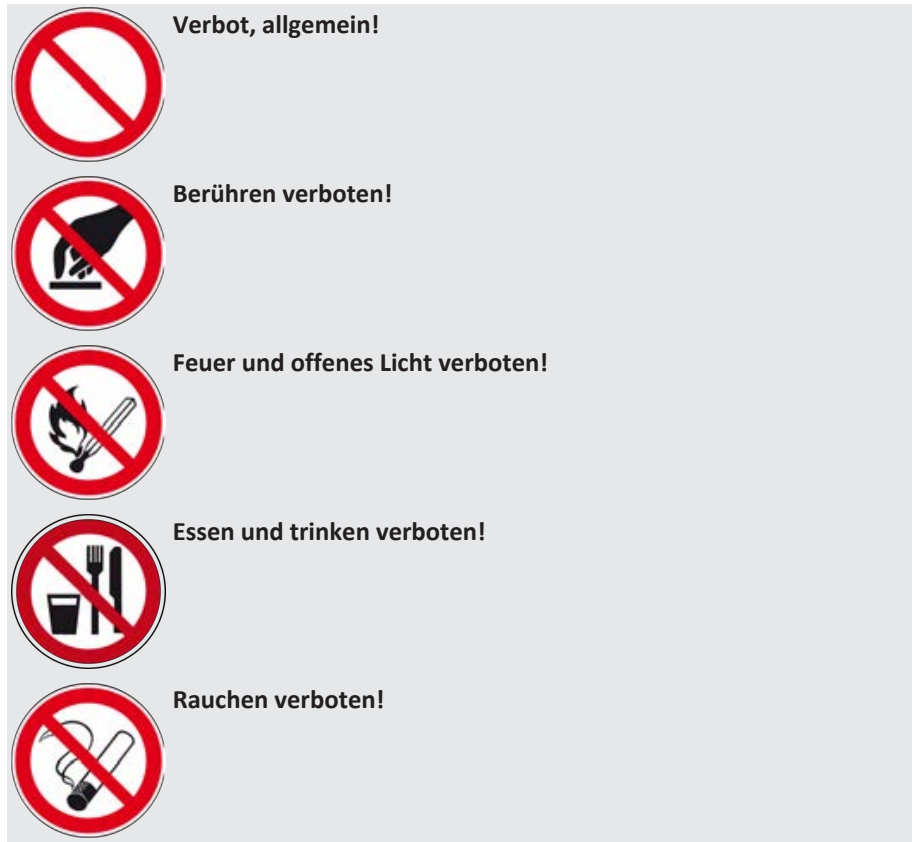 Verbot, allgemein!
Berühren verboten!
Feuer und offenes Licht verboten!
Essen und trinken verboten!
Rauchen verboten!